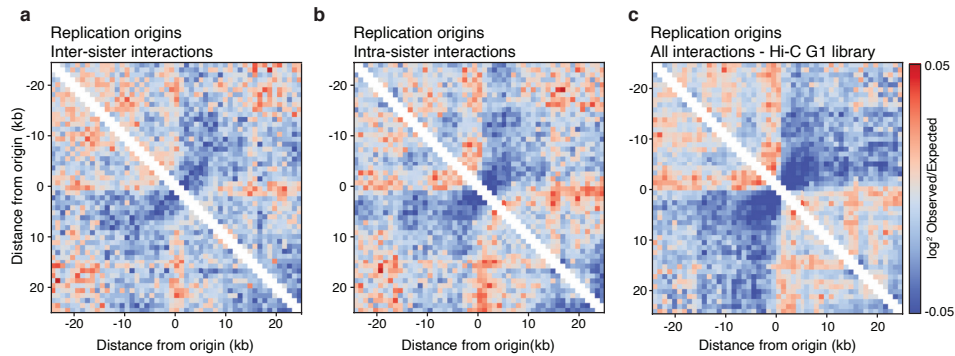 a
Replication origins
Inter-sister interactions
Distance from origin (kb)
-20
-10
0
10
20
-20
-10
0
10
20
Distance from origin (kb)
b
Replication origins
Intra-sister interactions
-20
-10
0
10
20
-20
-10
0
10
20
Distance from origin(kb)
c
Replication origins
All interactions - Hi-C G1 library
-20
-10
0
10
20
-20
-10
0
10
20
Distance from origin (kb)
0.05
log² Observed/Expected
-0.05